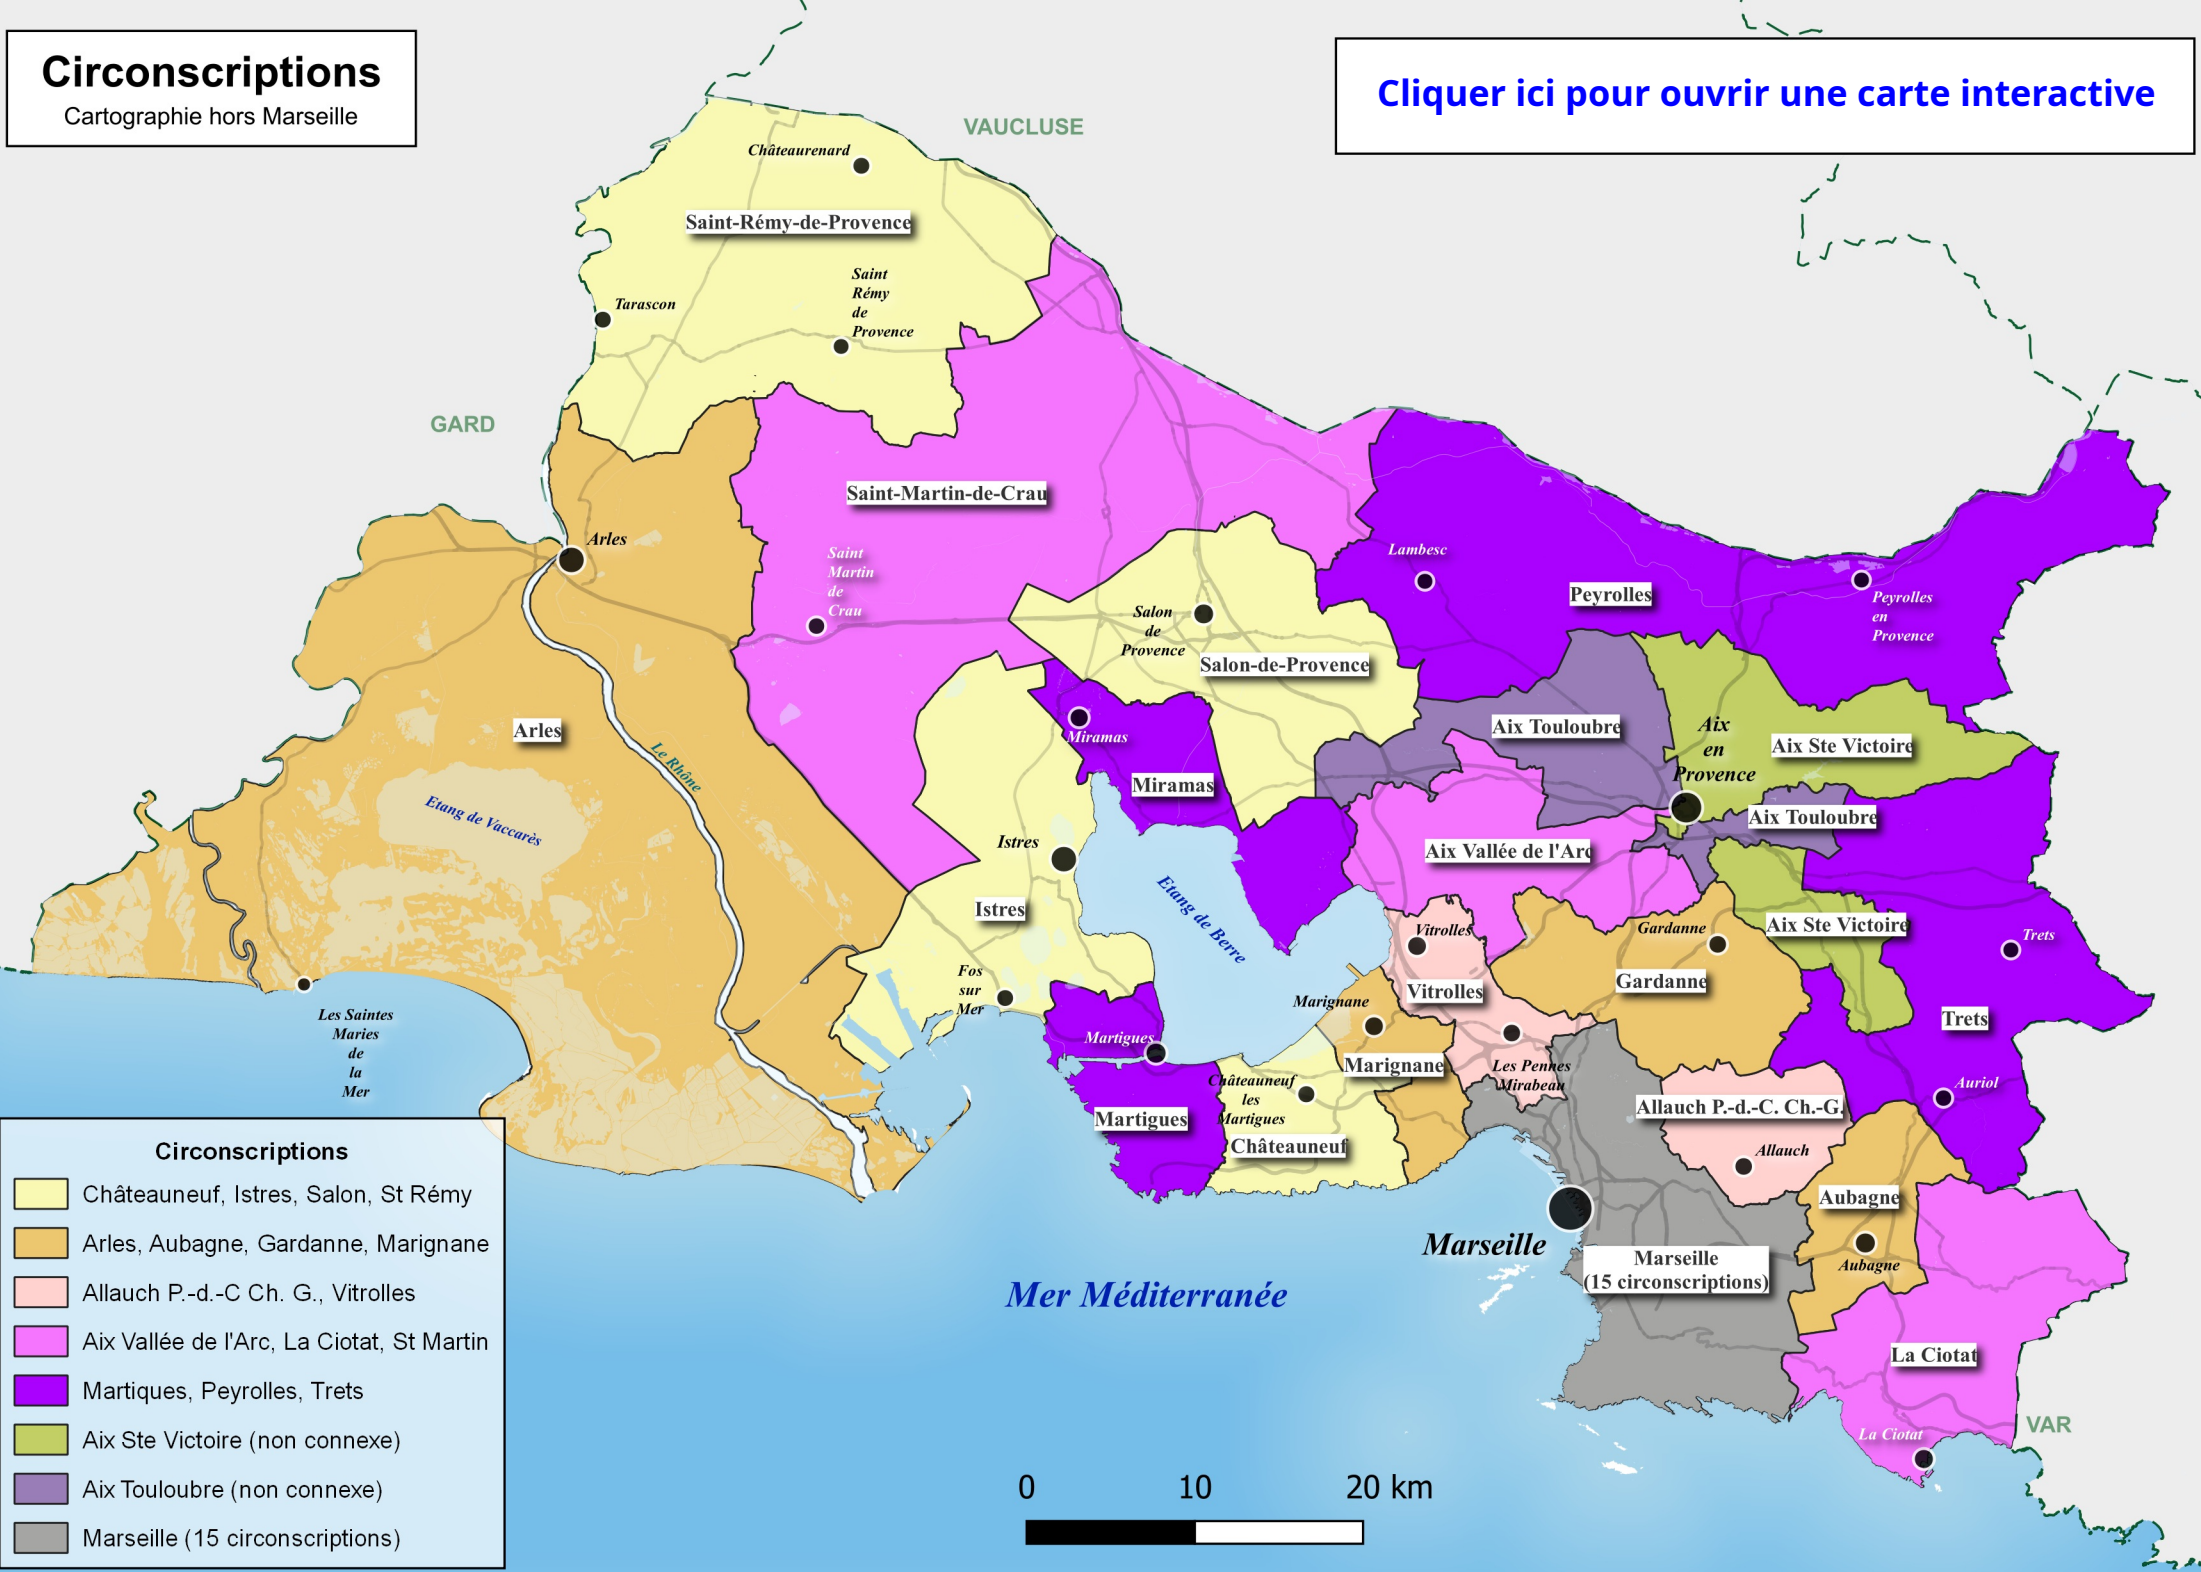 Circonscriptions
Cartographie hors Marseille
Cliquer ici pour ouvrir une carte interactive
VAUCLUSE
Châteaurenard
Saint-Rémy-de-Provence
Saint
Rémy
de
Provence
Tarascon
GARD
Saint-Martin-de-Crau
Arles
Saint
Martin
de
Crau
Lambesc
Peyrolles
Peyrolles
en
Provence
Salon
de
Provence
Salon-de-Provence
Arles
Le Rhône
Etang de Vaccarès
Miramas
Miramas
Aix Touloubre
Aix
en
Provence
Aix Ste Victoire
Aix Touloubre
Istres
Istres
Etang de Berre
Aix Vallée de l'Arc
Vitrolles
Vitrolles
Gardanne
Gardanne
Aix Ste Victoire
Trets
Trets
Fos
sur
Mer
Les Saintes
Maries
de
la
Mer
Martigues
Martigues
Marignane
Marignane
Châteauneuf
les
Martigues
Châteauneuf
Les Pennes
Mirabeau
Allauch P.-d.-C. Ch.-G.
Allauch
Auriol
Aubagne
Aubagne
Marseille
Marseille
(15 circonscriptions)
Mer Méditerranée
La Ciotat
La Ciotat
VAR
0 10 20 km
Circonscriptions
Châteauneuf, Istres, Salon, St Rémy
Arles, Aubagne, Gardanne, Marignane
Allauch P.-d.-C Ch. G., Vitrolles
Aix Vallée de l'Arc, La Ciotat, St Martin
Martiques, Peyrolles, Trets
Aix Ste Victoire (non connexe)
Aix Touloubre (non connexe)
Marseille (15 circonscriptions)